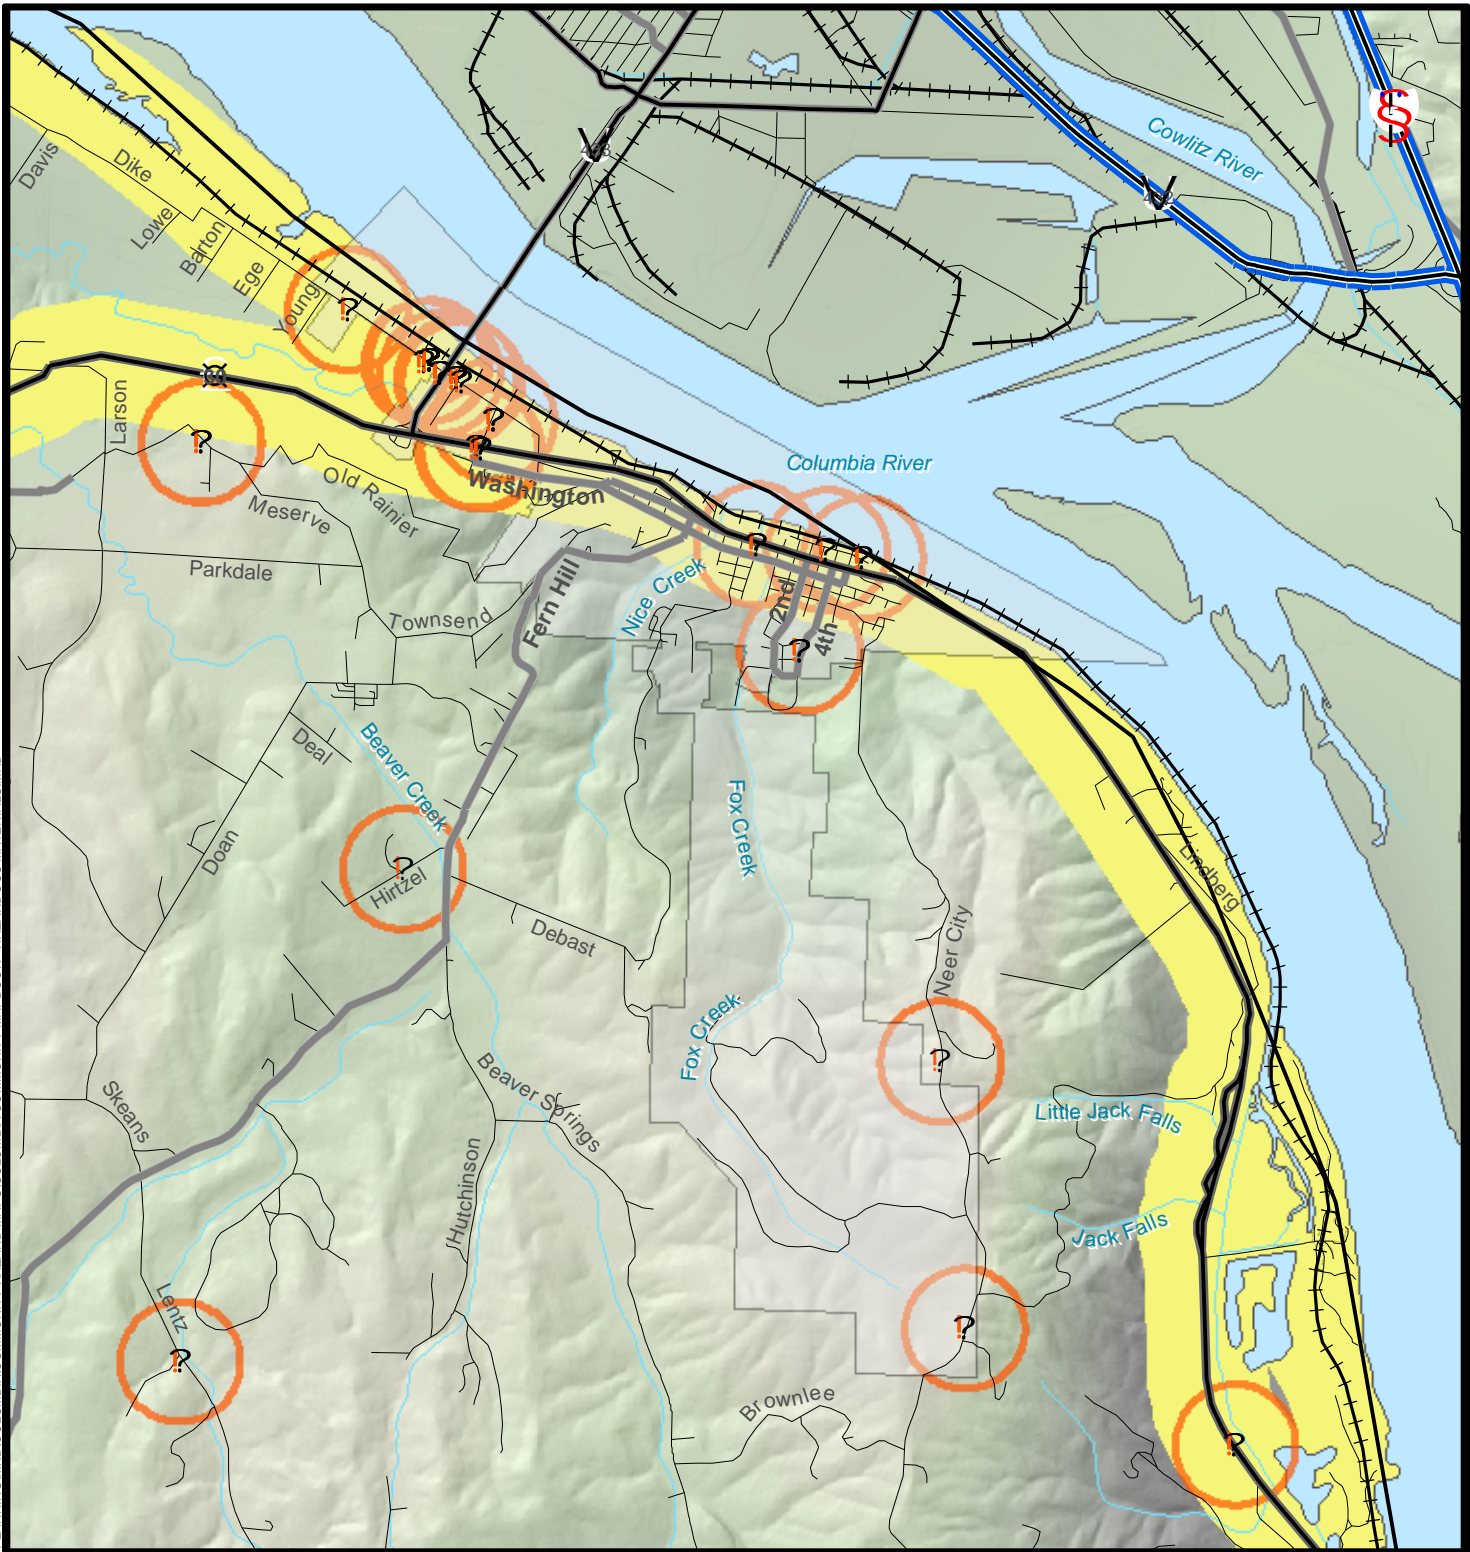 Cowlitz River
Davis
Dike
Lowe
Barton
Ege
Young
Larson
Columbia River
Old Rainier
Washington
Meserve
Parkdale
Nice Creek
Fern Hill
2nd
4th
Townsend
Deal
Beaver Creek
Fox Creek
Doan
Lindberg
Hirtzel
Debast
Neer City
Fox Creek
Skeans
Beaver Springs
Little Jack Falls
Hutchinson
Jack Falls
Lentz
Brownlee